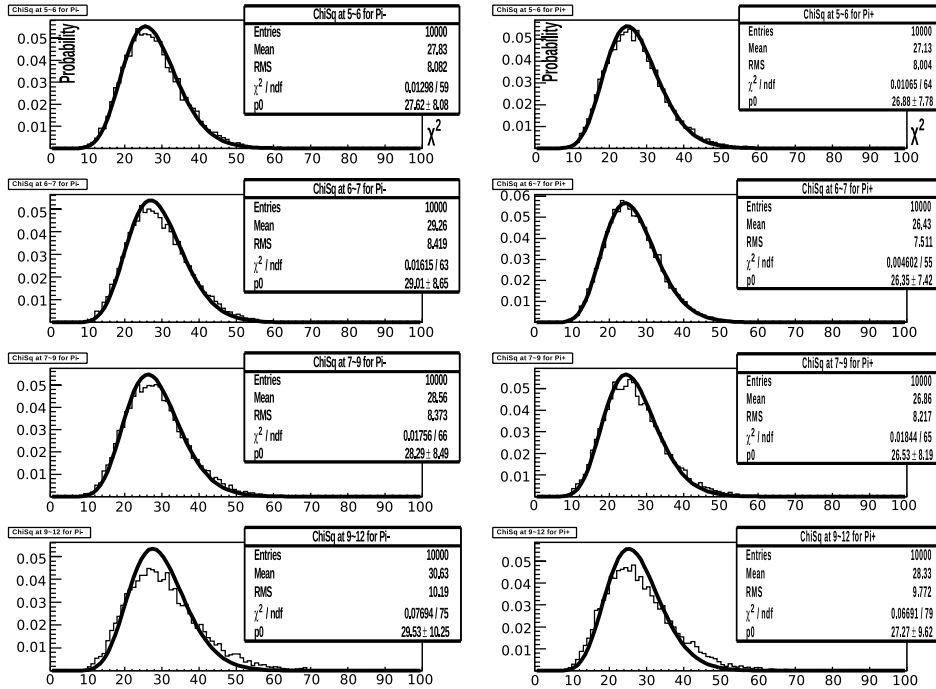 ChiSq at 5~6 for Pi-
Probability
0.05
0.04
0.03
0.02
0.01
0 10 20 30 40 50 60 70 80 90 100
χ2
ChiSq at 5~6 for Pi-
Entries 10000
Mean 27.83
RMS 8.082
χ2 / ndf 0.01298 / 59
p0 27.62 ± 8.08
ChiSq at 5~6 for Pi+
Probability
0.05
0.04
0.03
0.02
0.01
0 10 20 30 40 50 60 70 80 90 100
χ2
ChiSq at 5~6 for Pi+
Entries 10000
Mean 27.13
RMS 8.004
χ2 / ndf 0.01065 / 64
p0 26.88 ± 7.78
ChiSq at 6~7 for Pi-
0.05
0.04
0.03
0.02
0.01
0 10 20 30 40 50 60 70 80 90 100
ChiSq at 6~7 for Pi-
Entries 10000
Mean 29.26
RMS 8.419
χ2 / ndf 0.01615 / 63
p0 29.01 ± 8.65
ChiSq at 6~7 for Pi+
0.06
0.05
0.04
0.03
0.02
0.01
0 10 20 30 40 50 60 70 80 90 100
ChiSq at 6~7 for Pi+
Entries 10000
Mean 26.43
RMS 7.511
χ2 / ndf 0.004602 / 55
p0 26.35 ± 7.42
ChiSq at 7~9 for Pi-
0.05
0.04
0.03
0.02
0.01
0 10 20 30 40 50 60 70 80 90 100
ChiSq at 7~9 for Pi-
Entries 10000
Mean 28.56
RMS 8.373
χ2 / ndf 0.01756 / 66
p0 28.29 ± 8.49
ChiSq at 7~9 for Pi+
0.05
0.04
0.03
0.02
0.01
0 10 20 30 40 50 60 70 80 90 100
ChiSq at 7~9 for Pi+
Entries 10000
Mean 26.86
RMS 8.217
χ2 / ndf 0.01844 / 65
p0 26.53 ± 8.19
ChiSq at 9~12 for Pi-
0.05
0.04
0.03
0.02
0.01
0 10 20 30 40 50 60 70 80 90 100
ChiSq at 9~12 for Pi-
Entries 10000
Mean 30.63
RMS 10.19
χ2 / ndf 0.07694 / 75
p0 29.53 ± 10.25
ChiSq at 9~12 for Pi+
0.05
0.04
0.03
0.02
0.01
0 10 20 30 40 50 60 70 80 90 100
ChiSq at 9~12 for Pi+
Entries 10000
Mean 28.33
RMS 9.772
χ2 / ndf 0.06691 / 79
p0 27.27 ± 9.62